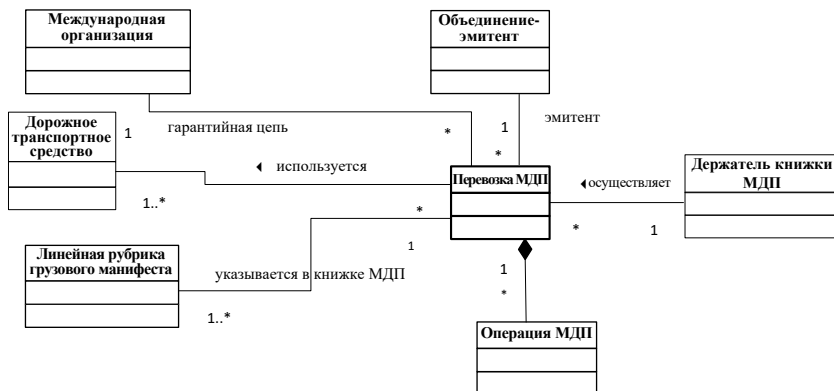 Международная
организация
Объединение-
эмитент
Дорожное
транспортное
средство
1
гарантийная цепь
*
1
эмитент
*
используется
Перевозка МДП
осуществляет
Держатель книжки
МДП
1..*
*
*
1
1
Линейная рубрика
грузового манифеста
указывается в книжке МДП
1
*
1..*
Операция МДП